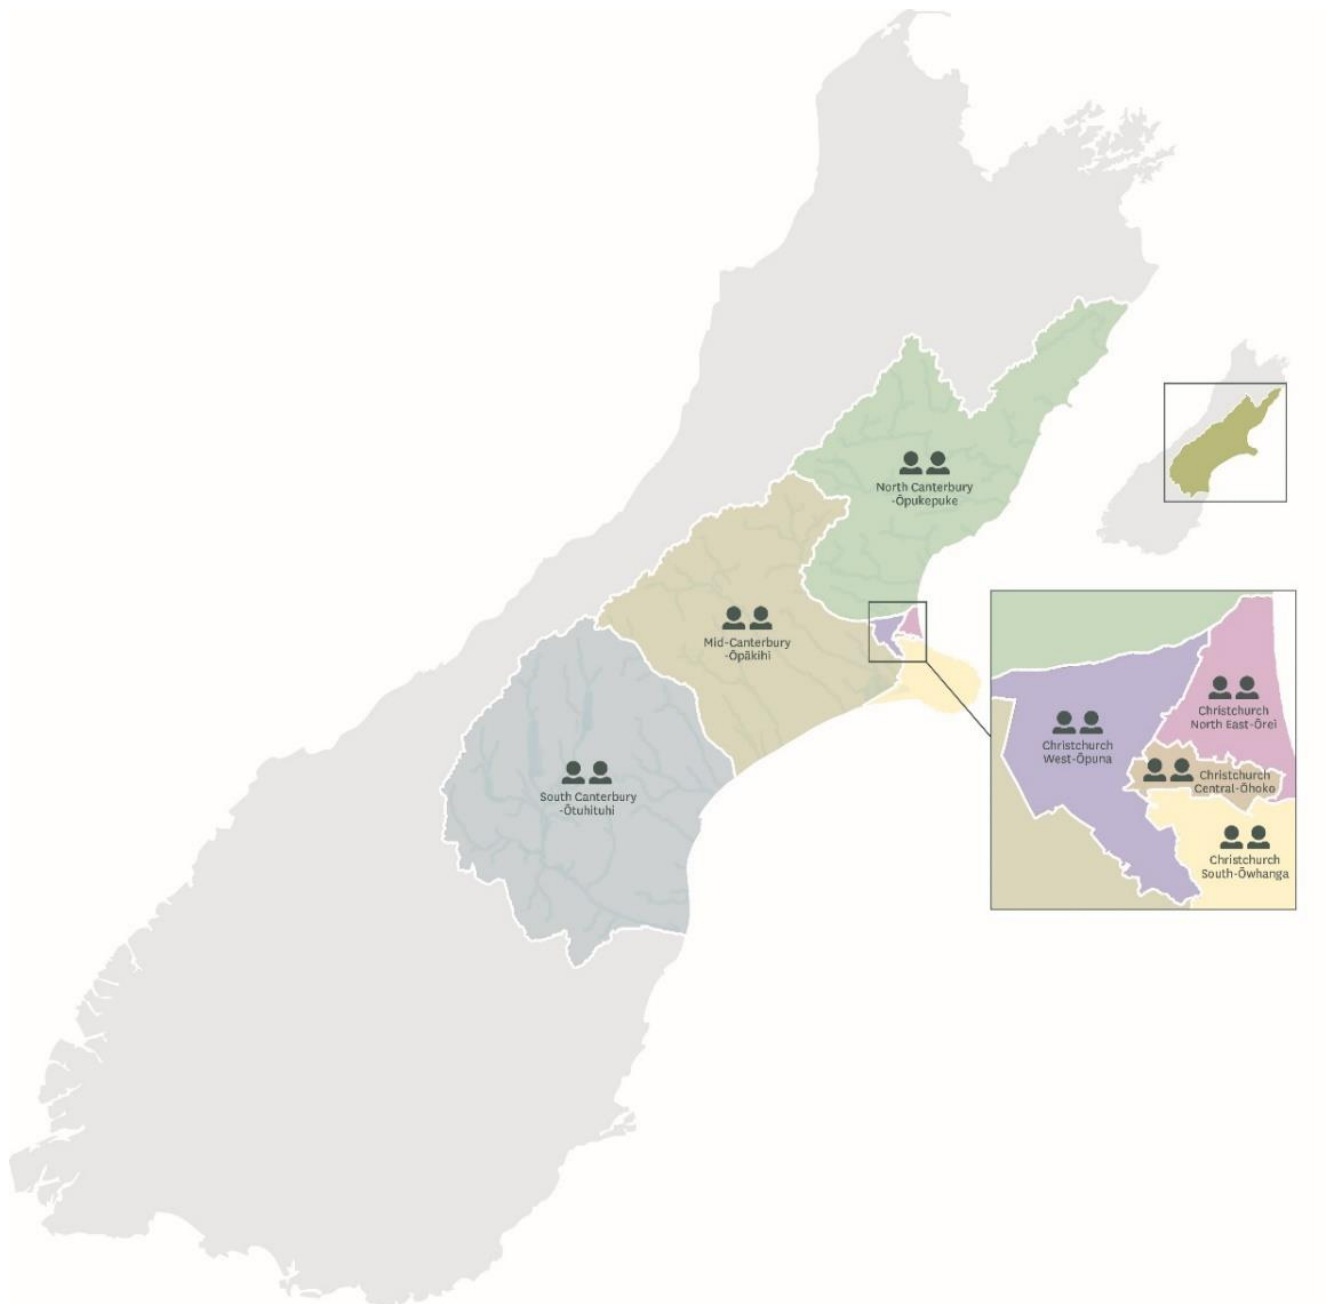 North Canterbury
-Ōpukepuke
Mid-Canterbury
-Ōpākihi
South Canterbury
-Ōtuhituhi
Christchurch
North East-Ōrei
Christchurch
West-Ōpuna
Christchurch
Central-Ōhoko
Christchurch
South-Ōwhanga